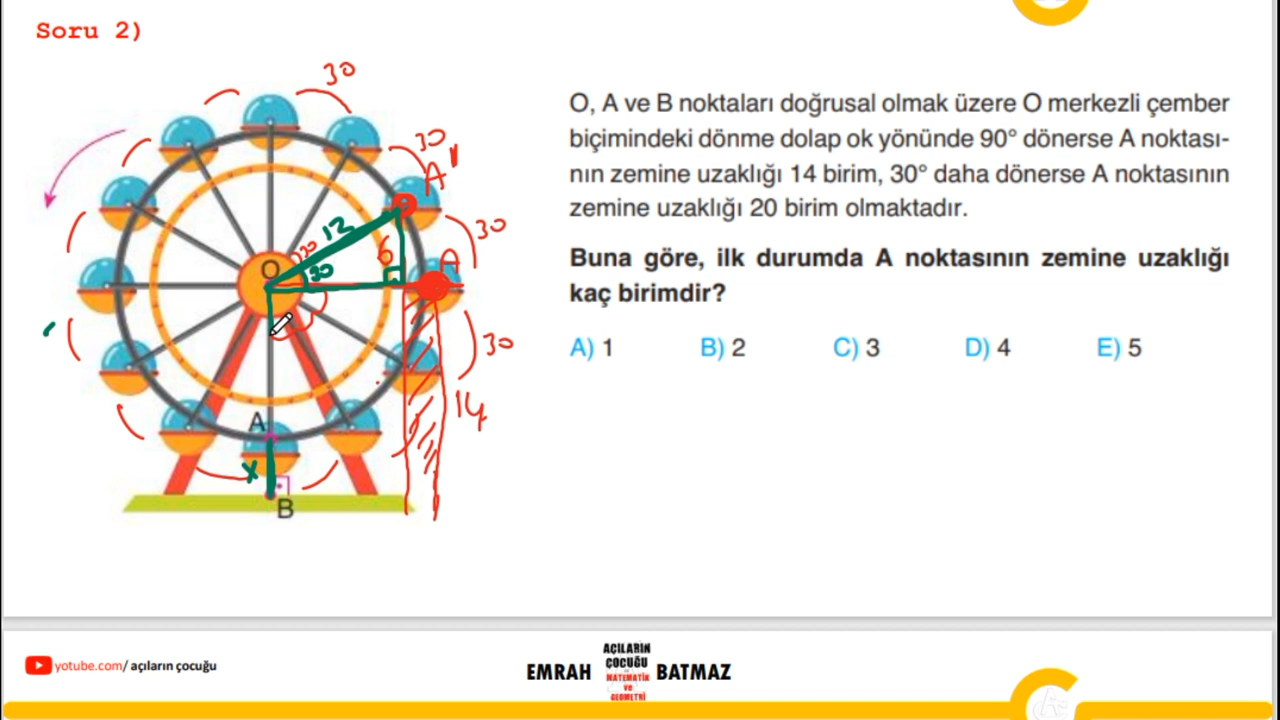 Soru 2)
30
30
A'
30
12
30
6
A
O
30
30
A
14
x
B
O, A ve B noktaları doğrusal olmak üzere O merkezli çember
biçimindeki dönme dolap ok yönünde 90° dönerse A noktası-
nın zemine uzaklığı 14 birim, 30° daha dönerse A noktasının
zemine uzaklığı 20 birim olmaktadır.
Buna göre, ilk durumda A noktasının zemine uzaklığı
kaç birimdir?
A) 1 B) 2 C) 3 D) 4 E) 5
yotube.com/ açıların çocuğu
EMRAH
AÇILARIN
ÇOCUĞU
MATEMATİK
ve
GEOMETRİ
BATMAZ